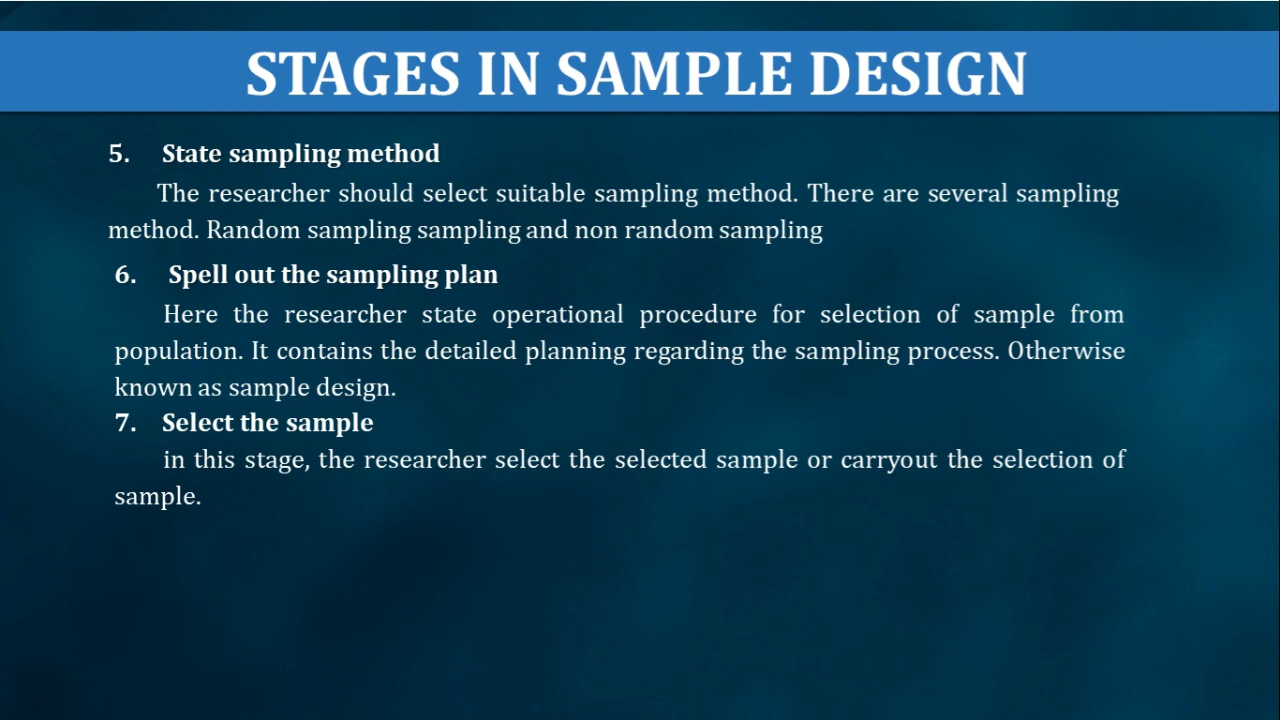 STAGES IN SAMPLE DESIGN
5. State sampling method
The researcher should select suitable sampling method. There are several sampling
method. Random sampling sampling and non random sampling
6. Spell out the sampling plan
Here the researcher state operational procedure for selection of sample from
population. It contains the detailed planning regarding the sampling process. Otherwise
known as sample design.
7. Select the sample
in this stage, the researcher select the selected sample or carryout the selection of
sample.